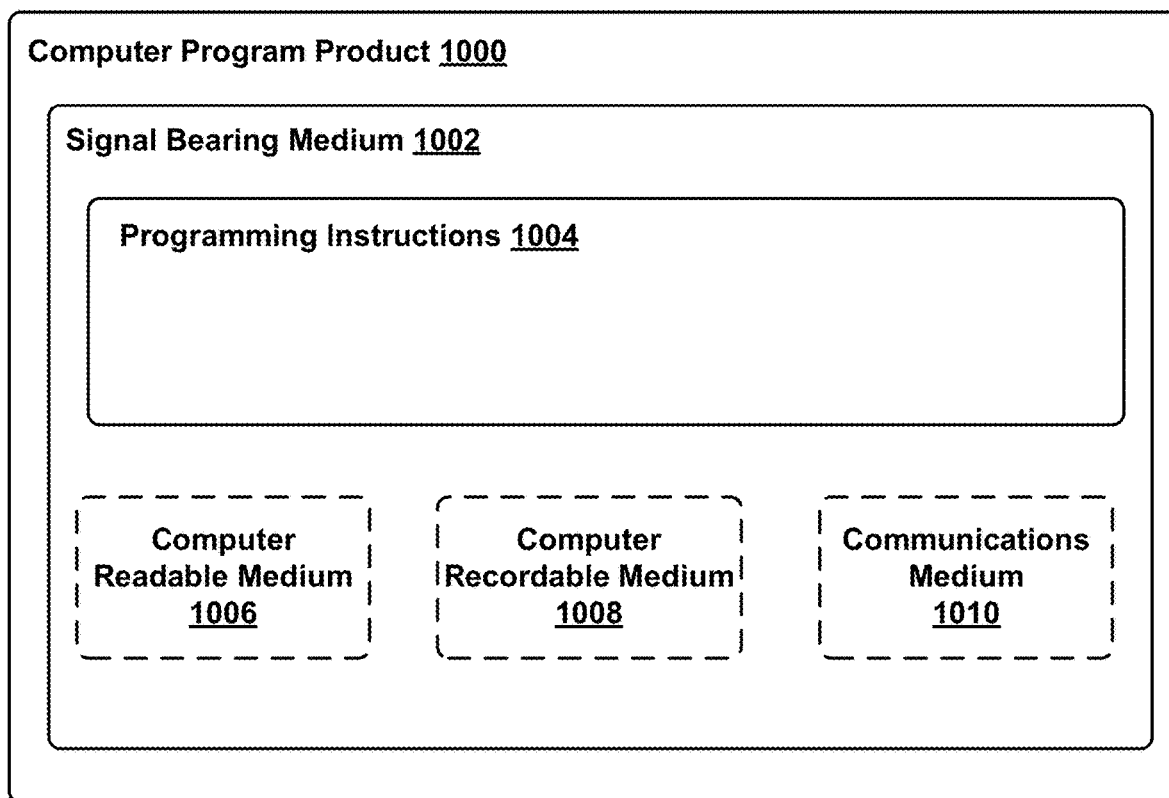 Computer Program Product 1000
Signal Bearing Medium 1002
Programming Instructions 1004
Computer
Readable Medium
1006
Computer
Recordable Medium
1008
Communications
Medium
1010